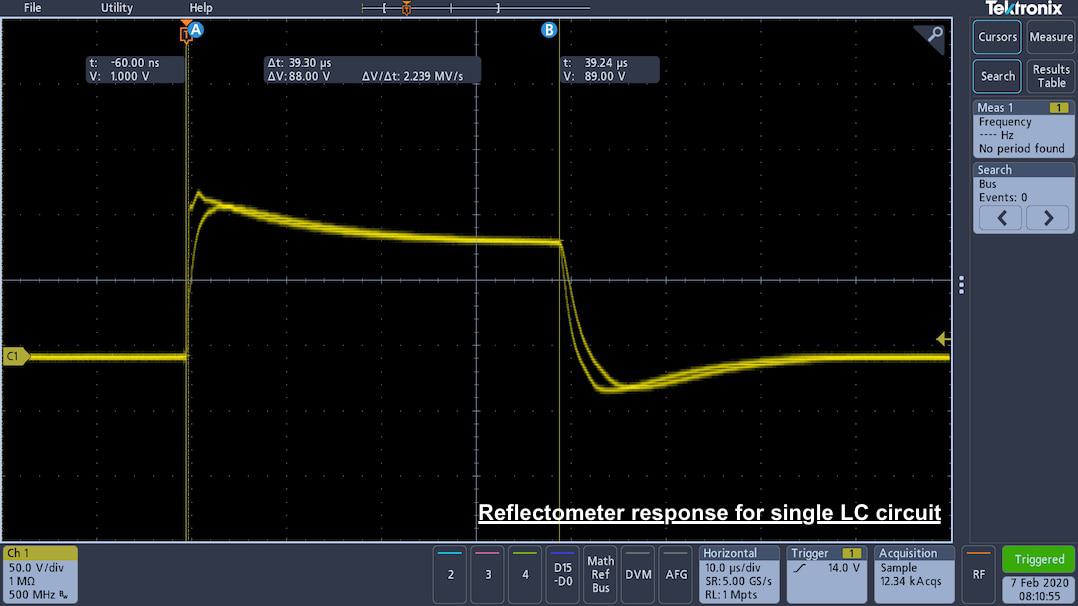 File Utility Help
Tektronix
T A B
t: -60.00 ns
V: 1.000 V
Δt: 39.30 µs
ΔV: 88.00 V ΔV/Δt: 2.239 MV/s
t: 39.24 µs
V: 89.00 V
Cursors Measure
Search Results
Table
Meas 1 1
Frequency
---- Hz
No period found
Search
Bus
Events: 0
C1
Reflectometer response for single LC circuit
Ch 1
50.0 V/div
1 MΩ
500 MHz Bw
2
3
4
D15
-D0
Math
Ref
Bus
DVM
AFG
Horizontal
10.0 µs/div
SR: 5.00 GS/s
RL: 1 Mpts
Trigger 1
14.0 V
Acquisition
Sample
12.34 kAcqs
RF
Triggered
7 Feb 2020
08:10:55